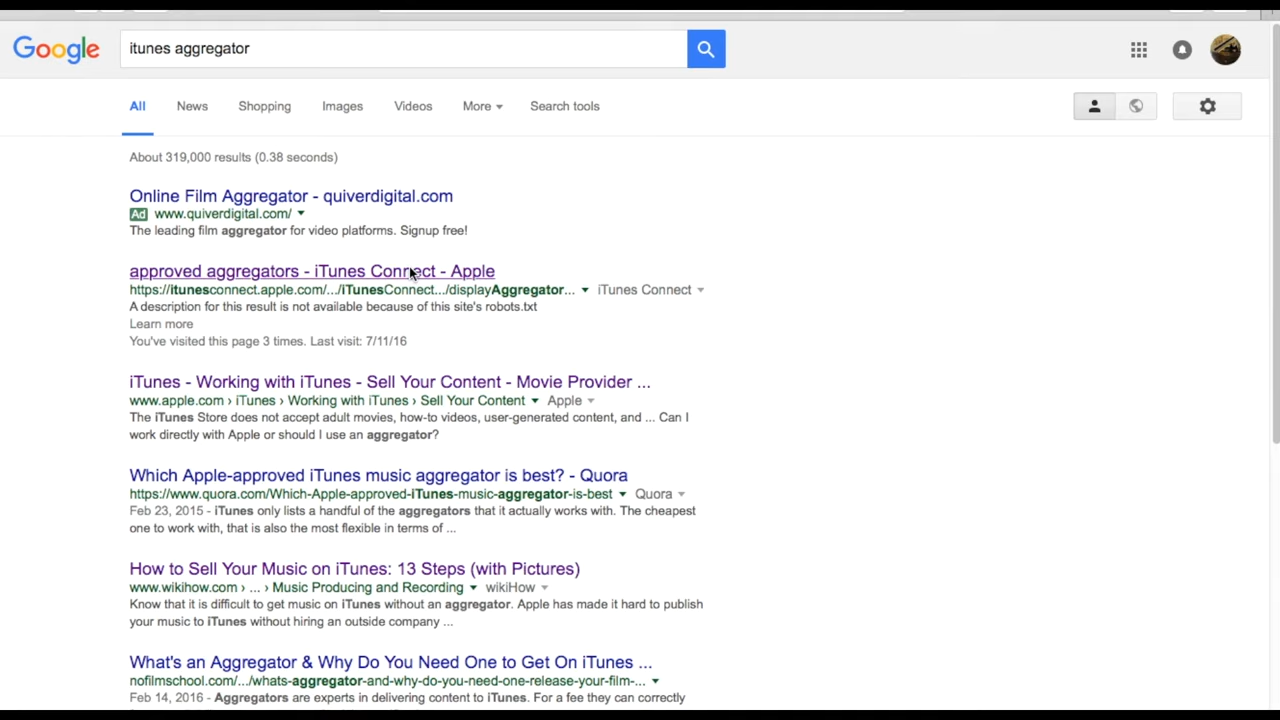 Google
itunes aggregator
All News Shopping Images Videos More Search tools
About 319,000 results (0.38 seconds)
Online Film Aggregator - quiverdigital.com
Ad www.quiverdigital.com/
The leading film aggregator for video platforms. Signup free!
approved aggregators - iTunes Connect - Apple
https://itunesconnect.apple.com/.../iTunesConnect.../displayAggregator... iTunes Connect
A description for this result is not available because of this site's robots.txt
Learn more
You've visited this page 3 times. Last visit: 7/11/16
iTunes - Working with iTunes - Sell Your Content - Movie Provider ...
www.apple.com › iTunes › Working with iTunes › Sell Your Content Apple
The iTunes Store does not accept adult movies, how-to videos, user-generated content, and ... Can I
work directly with Apple or should I use an aggregator?
Which Apple-approved iTunes music aggregator is best? - Quora
https://www.quora.com/Which-Apple-approved-iTunes-music-aggregator-is-best Quora
Feb 23, 2015 - iTunes only lists a handful of the aggregators that it actually works with. The cheapest
one to work with, that is also the most flexible in terms of ...
How to Sell Your Music on iTunes: 13 Steps (with Pictures)
www.wikihow.com › ... › Music Producing and Recording wikiHow
Know that it is difficult to get music on iTunes without an aggregator. Apple has made it hard to publish
your music to iTunes without hiring an outside company ...
What's an Aggregator & Why Do You Need One to Get On iTunes ...
nofilmschool.com/.../whats-aggregator-and-why-do-you-need-one-release-your-film-...
Feb 14, 2016 - Aggregators are experts in delivering content to iTunes. For a fee they can correctly